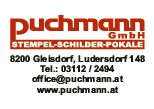 puchmann
GmbH
STEMPEL-SCHILDER-POKALE
8200 Gleisdorf, Ludersdorf 148
Tel.: 03112 / 2494
office@puchmann.at
www.puchmann.at